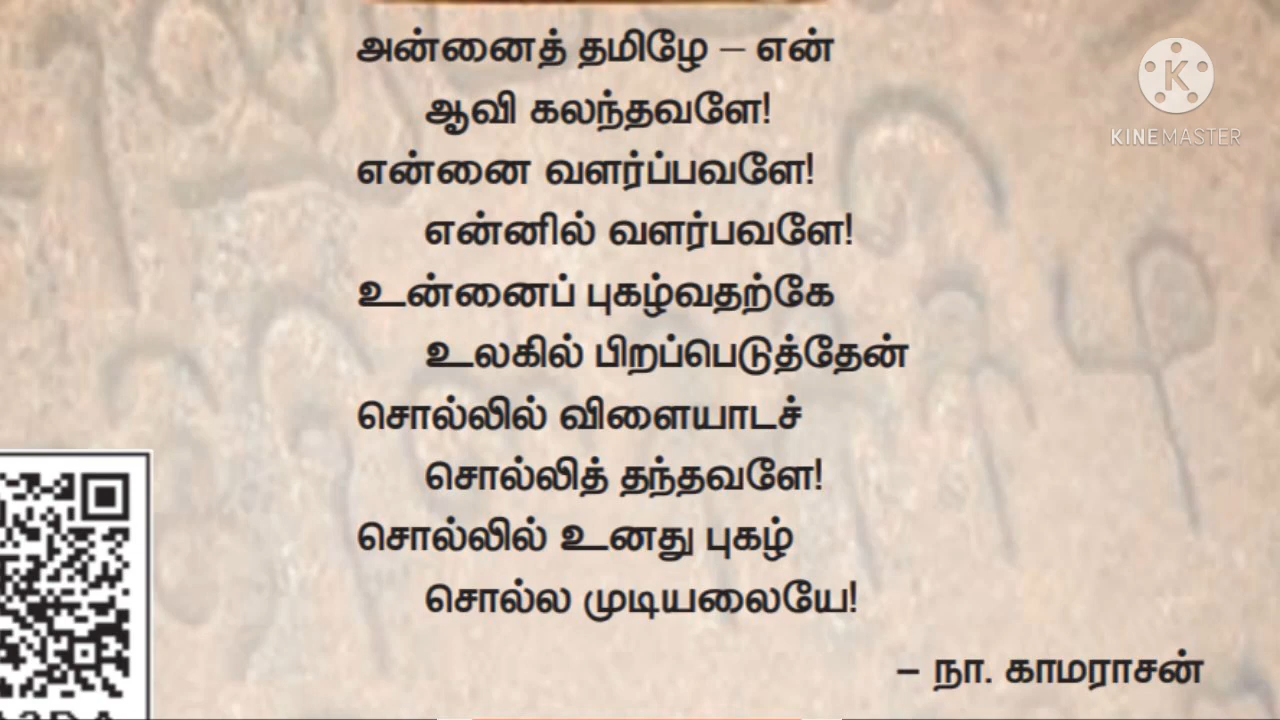 அன்னைத் தமிழே – என்
ஆவி கலந்தவளே!
என்னை வளர்ப்பவளே!
என்னில் வளர்பவளே!
உன்னைப் புகழ்வதற்கே
உலகில் பிறப்பெடுத்தேன்
சொல்லில் விளையாடச்
சொல்லித் தந்தவளே!
சொல்லில் உனது புகழ்
சொல்ல முடியலையே!
– நா. காமராசன்
KINEMASTER